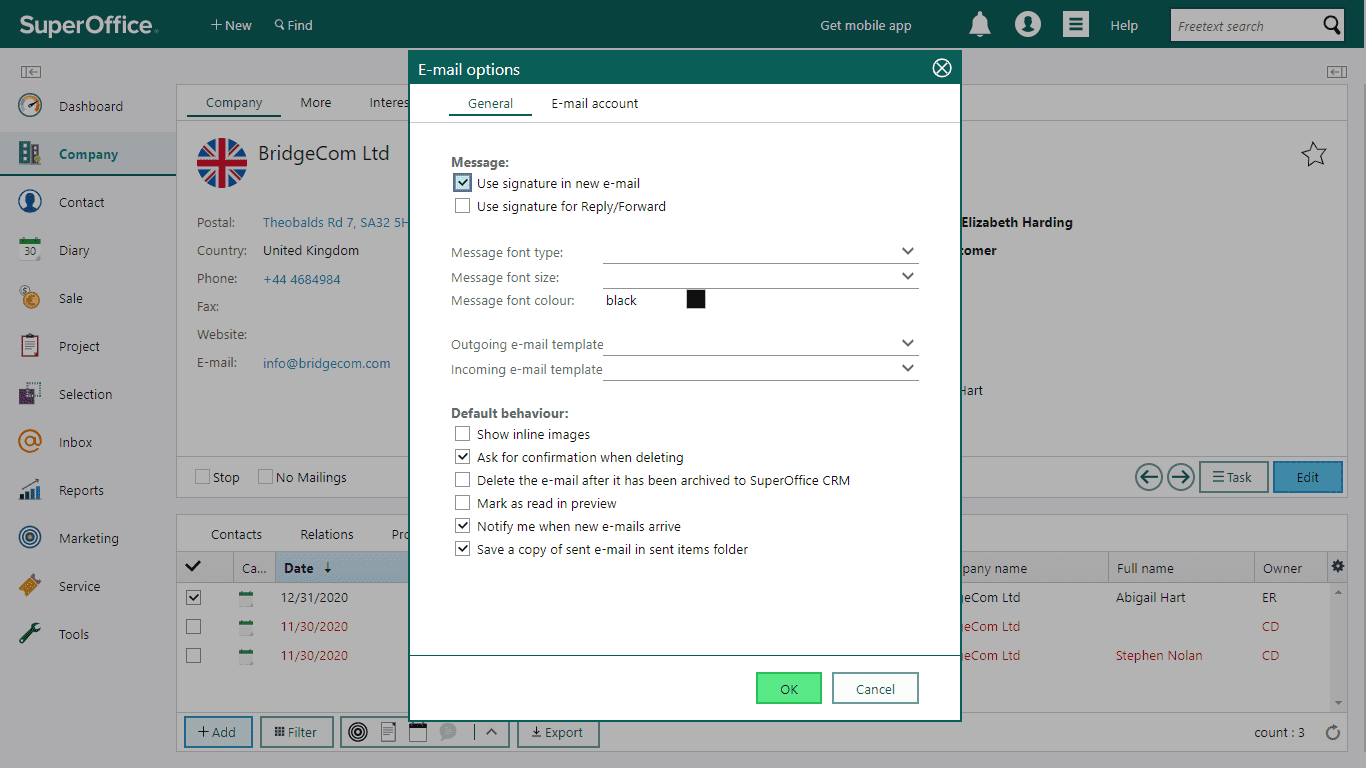 SuperOffice.
+ New
Find
Get mobile app
Help
Freetext search
Dashboard
Company
Contact
30
Diary
Sale
Project
Selection
Inbox
Reports
Marketing
Service
Tools
Company
More
Interes
BridgeCom Ltd
Postal:
Theobalds Rd 7, SA32 5H
Country:
United Kingdom
Phone:
+44 4684984
Fax:
Website:
E-mail:
info@bridgecom.com
Elizabeth Harding
tomer
Hart
Stop
No Mailings
Task
Edit
E-mail options
General
E-mail account
Message:
Use signature in new e-mail
Use signature for Reply/Forward
Message font type:
Message font size:
Message font colour:
black
Outgoing e-mail template
Incoming e-mail template
Default behaviour:
Show inline images
Ask for confirmation when deleting
Delete the e-mail after it has been archived to SuperOffice CRM
Mark as read in preview
Notify me when new e-mails arrive
Save a copy of sent e-mail in sent items folder
OK
Cancel
Contacts
Relations
Pro
Ca...
Date
pany name
Full name
Owner
12/31/2020
geCom Ltd
Abigail Hart
ER
11/30/2020
geCom Ltd
CD
11/30/2020
geCom Ltd
Stephen Nolan
CD
+ Add
Filter
Export
count : 3